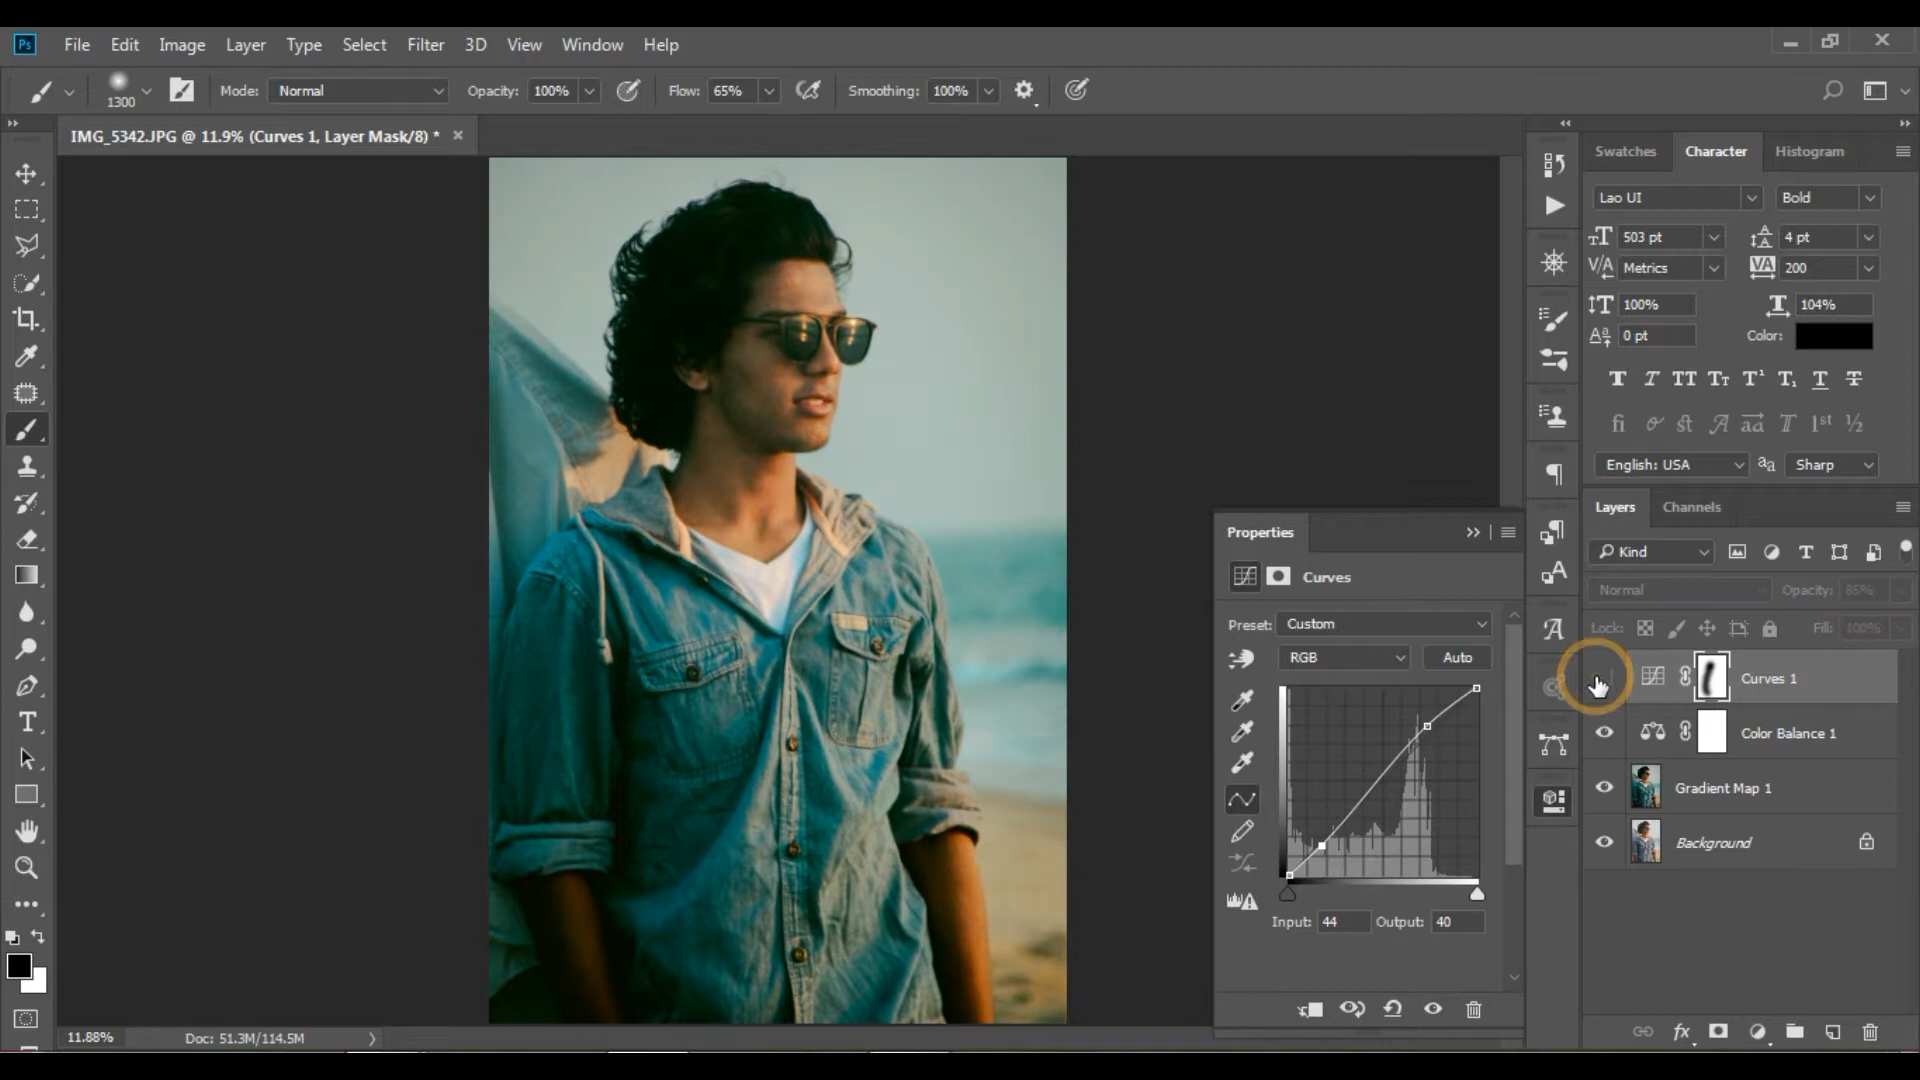 Ps File Edit Image Layer Type Select Filter 3D View Window Help
1300 Mode: Normal Opacity: 100% Flow: 65% Smoothing: 100%
IMG_5342.JPG @ 11.9% (Curves 1, Layer Mask/8) *
Swatches Character Histogram
Lao UI Bold
503 pt 4 pt
Metrics 200
100% 104%
0 pt Color:
English: USA aa Sharp
Layers Channels
Kind
Normal Opacity: 85%
Lock: Fill: 100%
Curves 1
Color Balance 1
Gradient Map 1
Background
Properties
Curves
Preset: Custom
RGB Auto
Input: 44 Output: 40
11.88% Doc: 51.3M/114.5M